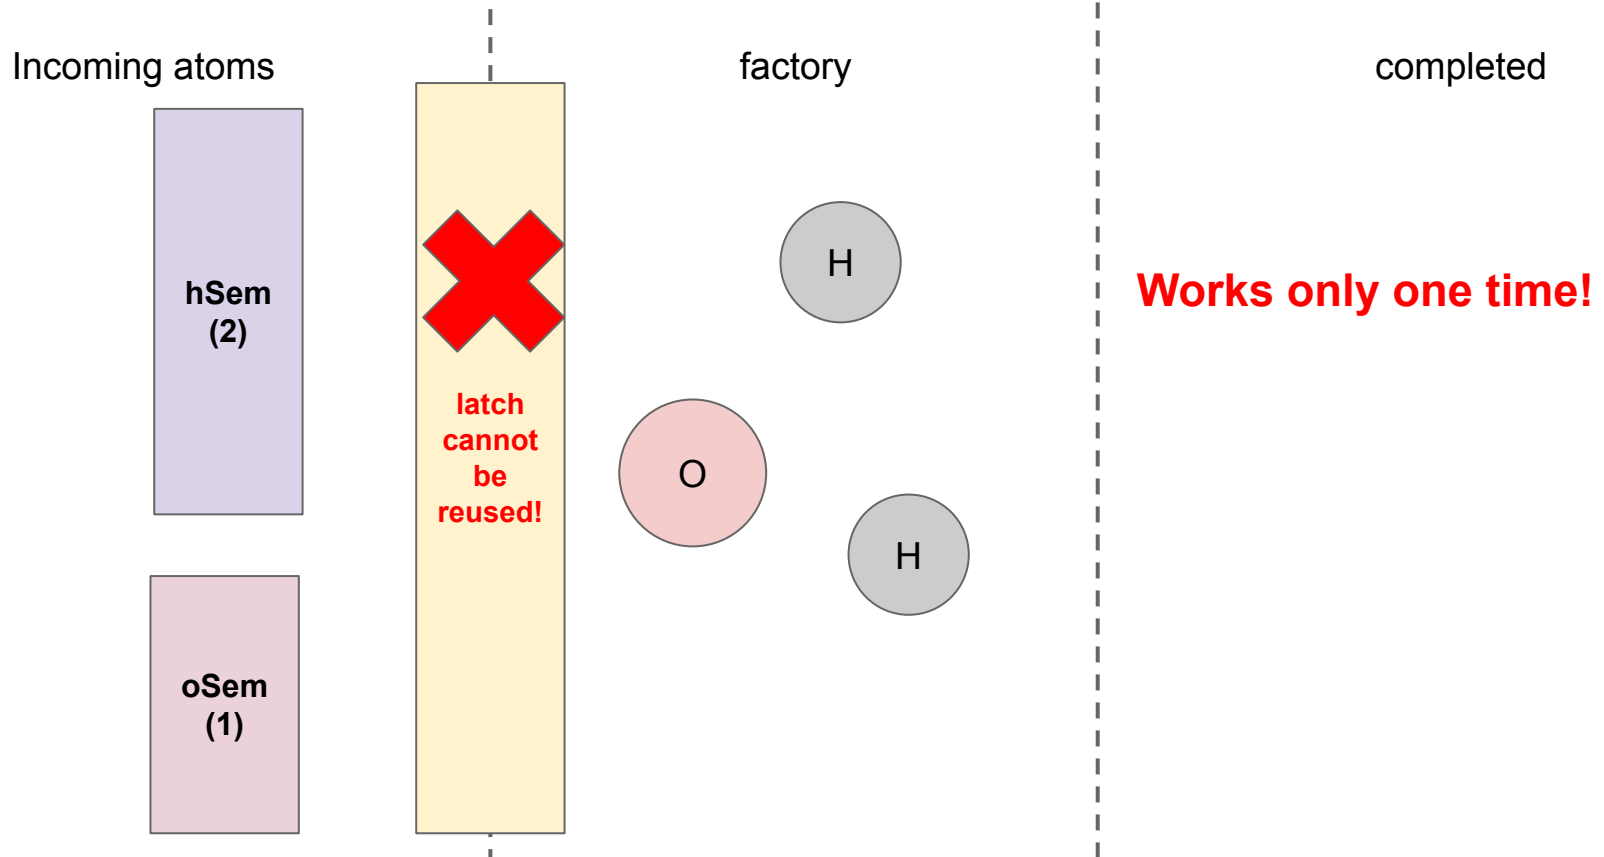 Incoming atoms
factory
completed
hSem
(2)
oSem
(1)
latch
cannot
be
reused!
H
O
H
Works only one time!